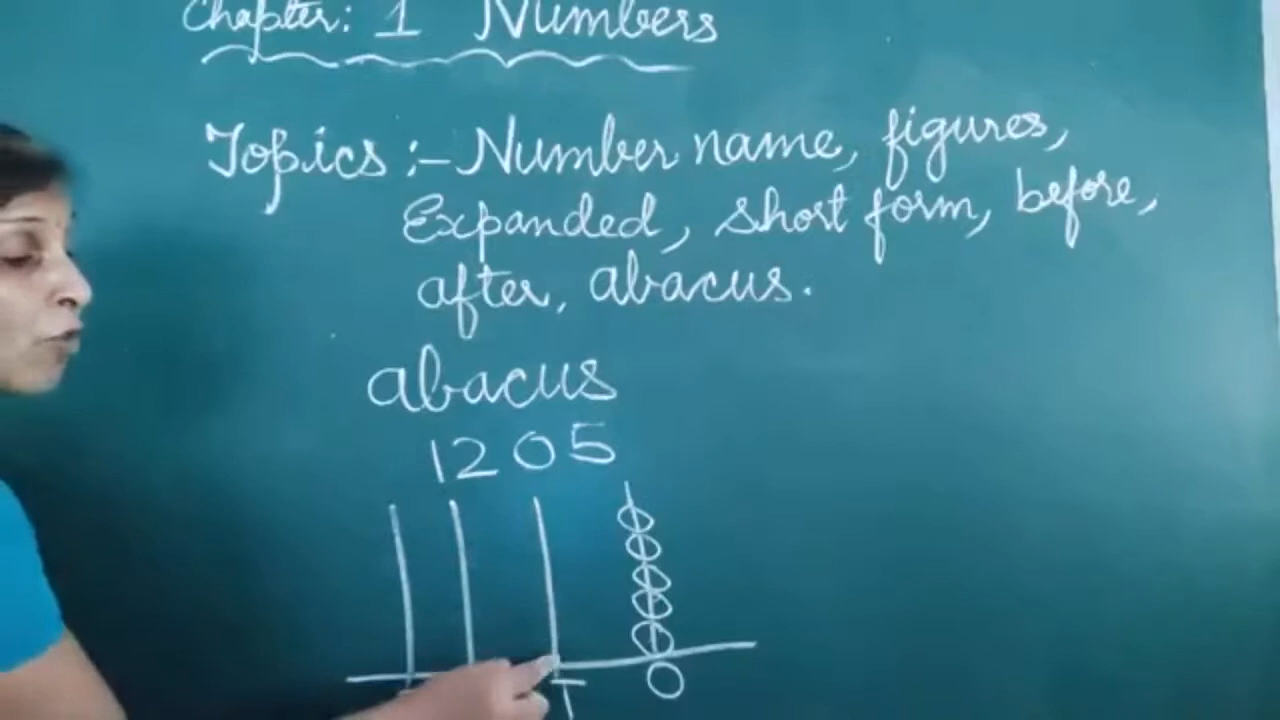 Chapter: 1 Numbers
Topics :- Number name, figures,
Expanded, short form, before,
after, abacus.
abacus
1205
T O